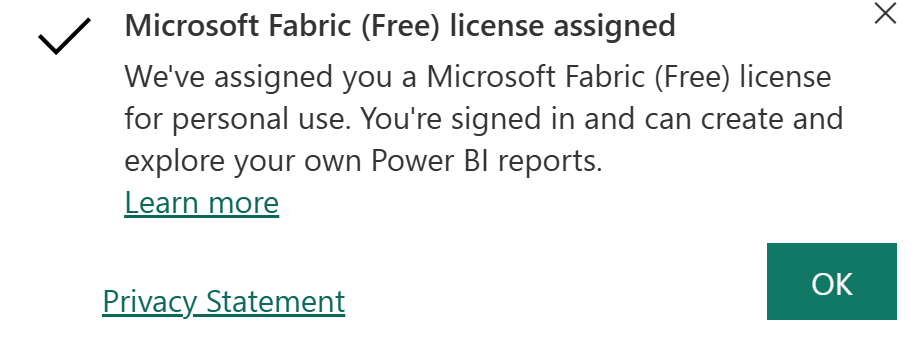 Microsoft Fabric (Free) license assigned
We've assigned you a Microsoft Fabric (Free) license
for personal use. You're signed in and can create and
explore your own Power BI reports.
Learn more
Privacy Statement
OK